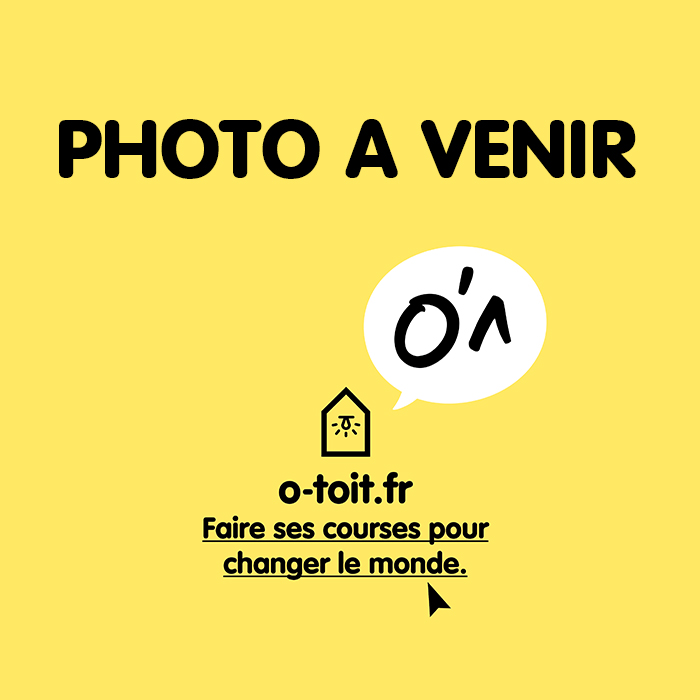 PHOTO A VENIR
O'Λ
o-toit.fr
Faire ses courses pour
changer le monde.